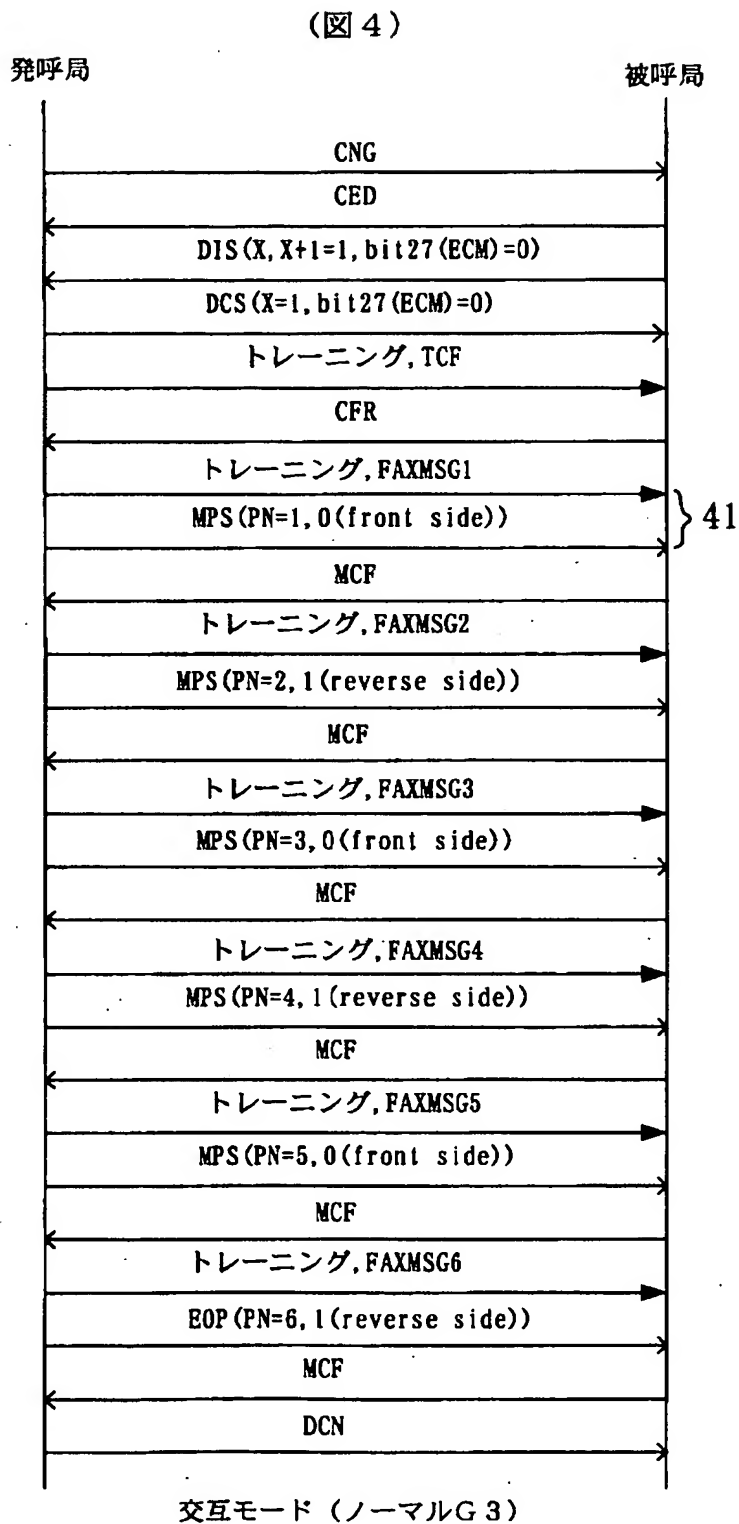 (図4)
発呼局
被呼局
CNG
CED
DIS(X,X+1=1,bit27(ECM)=0)
DCS(X=1,bit27(ECM)=0)
トレーニング,TCF
CFR
トレーニング,FAXMSG1
MPS(PN=1,0(front side))
41
MCF
トレーニング,FAXMSG2
MPS(PN=2,1(reverse side))
MCF
トレーニング,FAXMSG3
MPS(PN=3,0(front side))
MCF
トレーニング,FAXMSG4
MPS(PN=4,1(reverse side))
MCF
トレーニング,FAXMSG5
MPS(PN=5,0(front side))
MCF
トレーニング,FAXMSG6
EOP(PN=6,1(reverse side))
MCF
DCN
交互モード(ノーマルG3)